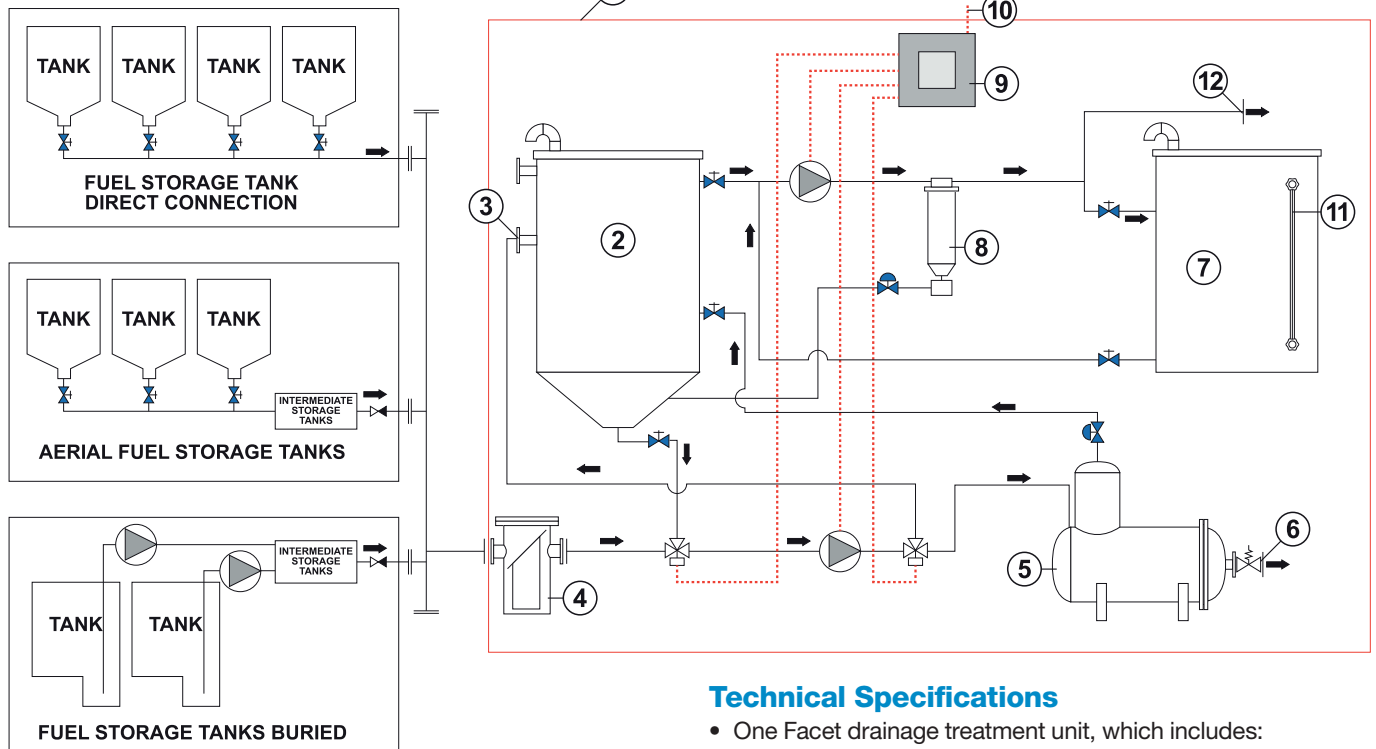 10
TANK TANK TANK TANK
9
12
FUEL STORAGE TANK
DIRECT CONNECTION
3
2
8
11
7
TANK TANK TANK
INTERMEDIATE
STORAGE
TANKS
AERIAL FUEL STORAGE TANKS
INTERMEDIATE
STORAGE
TANKS
6
5
4
TANK TANK
FUEL STORAGE TANKS BURIED
Technical Specifications
• One Facet drainage treatment unit, which includes: